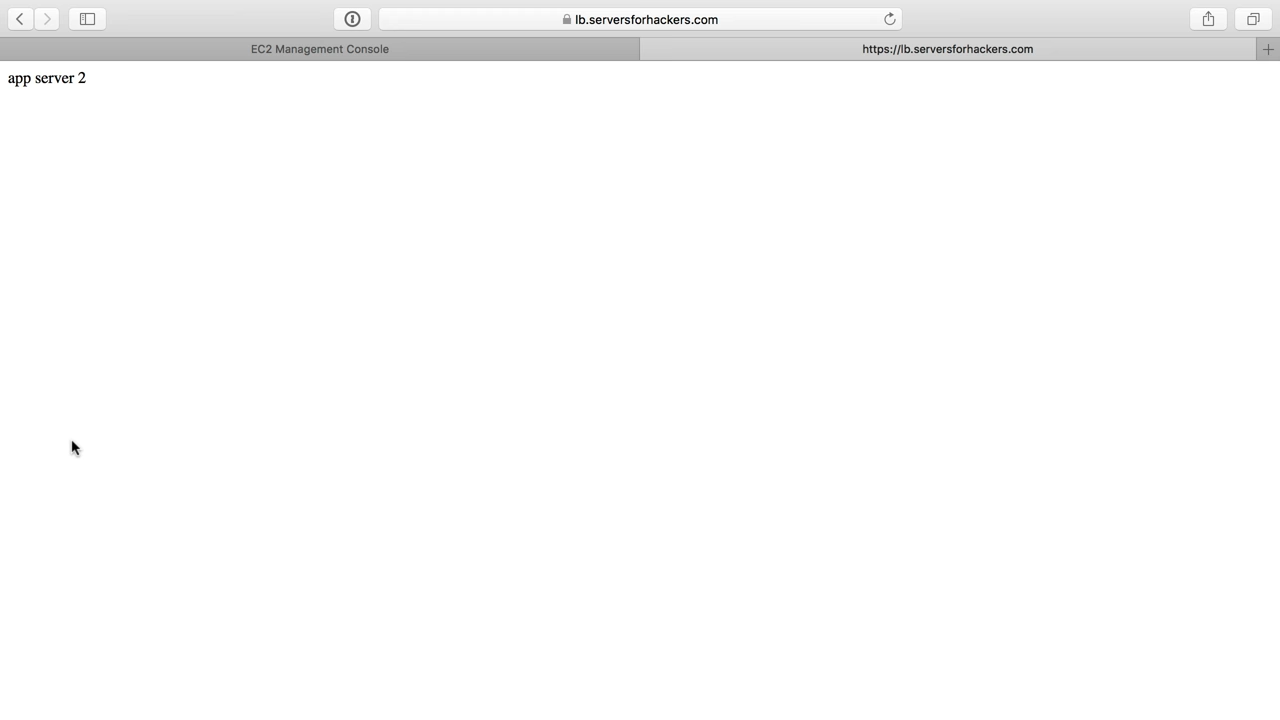 lb.serversforhackers.com
EC2 Management Console
https://lb.serversforhackers.com
app server 2